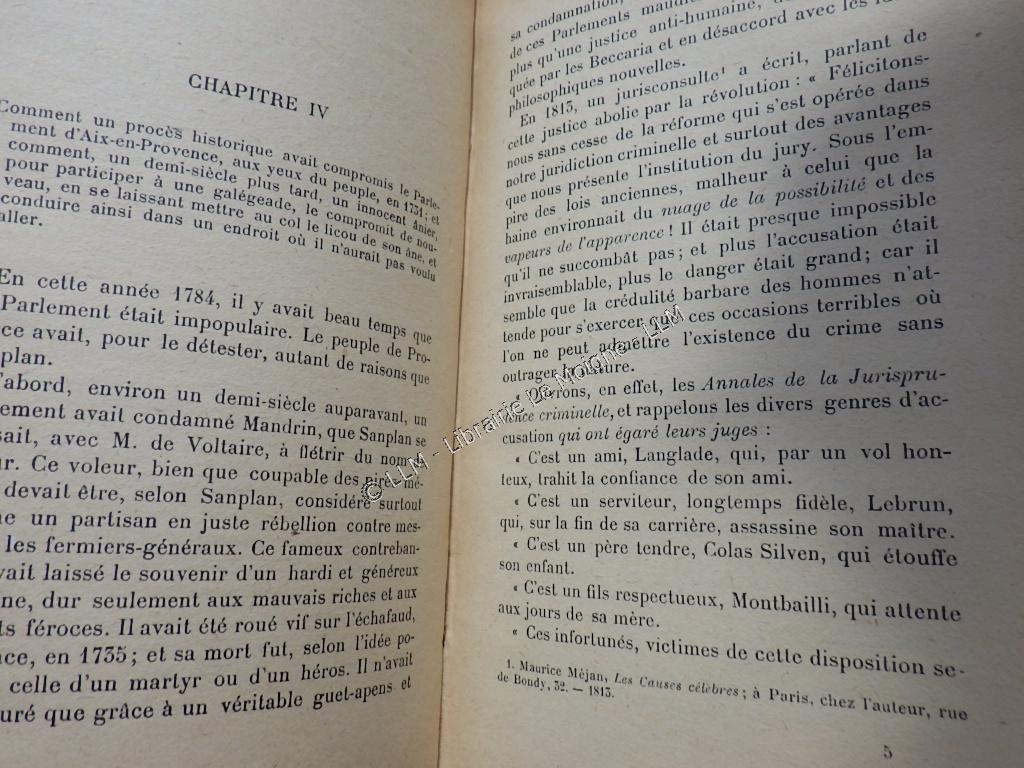 CHAPITRE IV
Comment un procès historique avait compromis le Parle-
ment d'Aix-en-Provence, aux yeux du peuple, en 1731; et
comment, un demi-siècle plus tard, un innocent ânier,
pour participer à une galégeade, le compromit de nou-
veau, en se laissant mettre au col le licou de son âne, et
conduire ainsi dans un endroit où il n'aurait pas voulu
aller.
En cette année 1784, il y avait beau temps que
Parlement était impopulaire. Le peuple de Pro-
ce avait, pour le détester, autant de raisons que
plan.
'abord, environ un demi-siècle auparavant, un
lement avait condamné Mandrin, que Sanplan se
sait, avec M. de Voltaire, à flétrir du nom de
ur. Ce voleur, bien que coupable des pires mé-
devait être, selon Sanplan, considéré surtout
ne un partisan en juste rébellion contre mes-
les fermiers-généraux. Ce fameux contreban-
vait laissé le souvenir d'un hardi et généreux
ne, dur seulement aux mauvais riches et aux
ts féroces. Il avait été roué vif sur l'échafaud,
nce, en 1735; et sa mort fut, selon l'idée po-
celle d'un martyr ou d'un héros. Il n'avait
uré que grâce à un véritable guet-apens et
sa condamnation,
de ces Parlements maudits
plus qu'une justice anti-humaine,
quée par les Beccaria et en désaccord avec les
philosophiques nouvelles.
En 1813, un jurisconsulte¹ a écrit, parlant de
cette justice abolie par la révolution : « Félicitons-
nous sans cesse de la réforme qui s'est opérée dans
notre juridiction criminelle et surtout des avantages
que nous présente l'institution du jury. Sous l'em-
pire des lois anciennes, malheur à celui que la
haine environnait du nuage de la possibilité et des
vapeurs de l'apparence! Il était presque impossible
qu'il ne succombât pas; et plus l'accusation était
invraisemblable, plus le danger était grand; car il
semble que la crédulité barbare des hommes n'at-
tende pour s'exercer que ces occasions terribles où
l'on ne peut admettre l'existence du crime sans
outrager la nature.
« Ouvrons, en effet, les Annales de la Jurispru-
dence criminelle, et rappelons les divers genres d'ac-
cusation qui ont égaré leurs juges :
« C'est un ami, Langlade, qui, par un vol hon-
teux, trahit la confiance de son ami.
« C'est un serviteur, longtemps fidèle, Lebrun,
qui, sur la fin de sa carrière, assassine son maître.
« C'est un père tendre, Colas Silven, qui étouffe
son enfant.
« C'est un fils respectueux, Montbailli, qui attente
aux jours de sa mère.
« Ces infortunés, victimes de cette disposition se-
1. Maurice Méjan, Les Causes célèbres; à Paris, chez l'auteur, rue
de Bondy, 52. — 1813.
5
© LLM - Librairie De Moigne - LLM